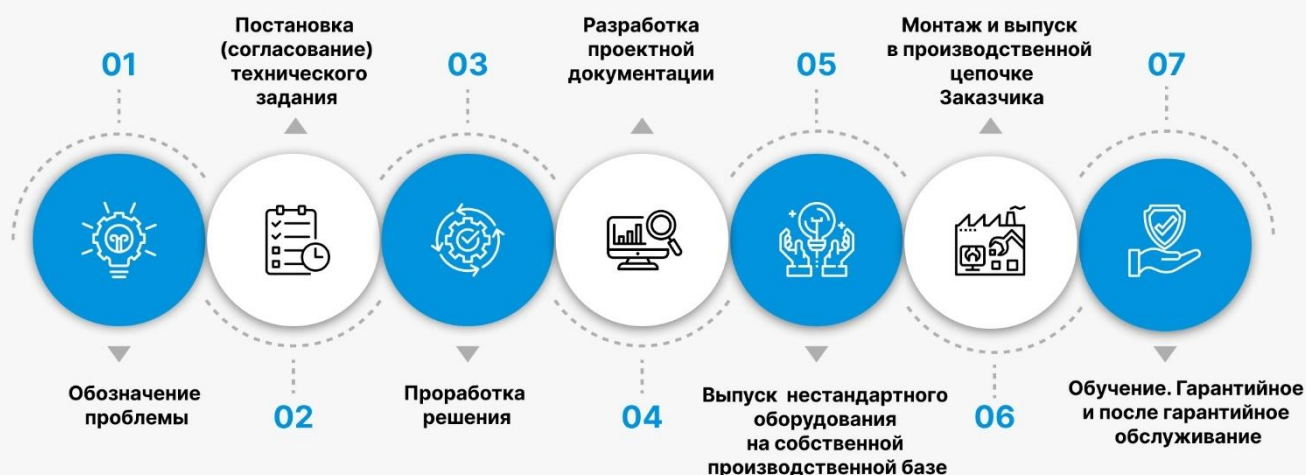 01
Обозначение
проблемы
Постановка
(согласование)
технического
задания
02
03
Проработка
решения
Разработка
проектной
документации
04
05
Выпуск нестандартного
оборудования
на собственной
производственной базе
Монтаж и выпуск
в производственной
цепочке
Заказчика
06
07
Обучение. Гарантийное
и после гарантийное
обслуживание